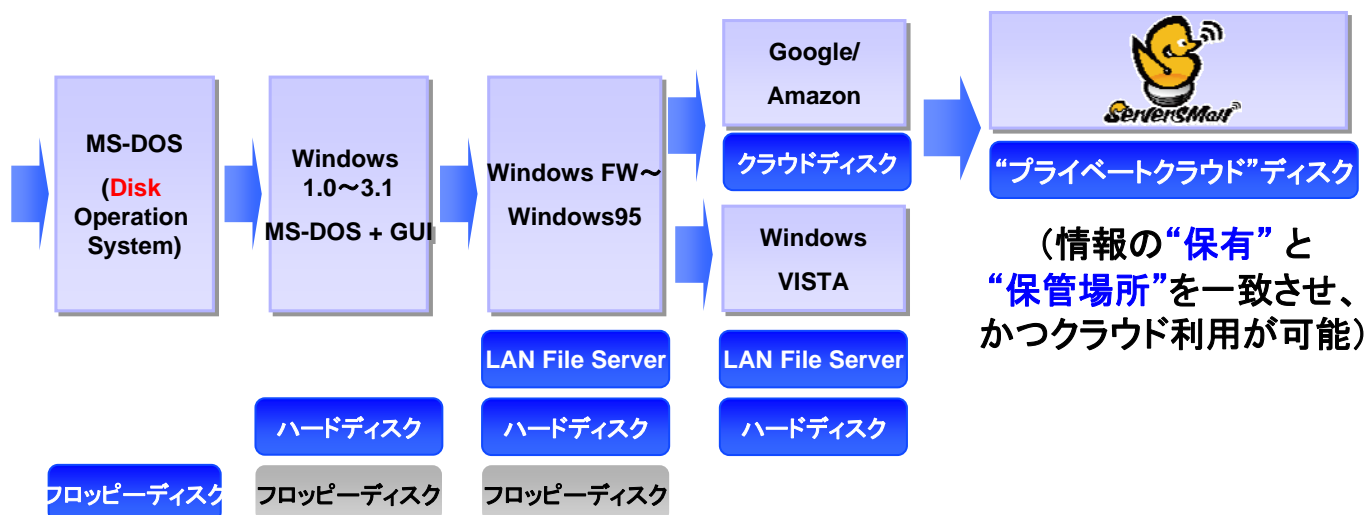 MS-DOS
(Disk
Operation
System)
フロッピーディスク
Windows
1.0～3.1
MS-DOS + GUI
ハードディスク
フロッピーディスク
Windows FW～
Windows95
LAN File Server
ハードディスク
フロッピーディスク
Google/
Amazon
クラウドディスク
Windows
VISTA
LAN File Server
ハードディスク
ServersMan
“プライベートクラウド”ディスク
（情報の“保有” と
“保管場所”を一致させ、
かつクラウド利用が可能）